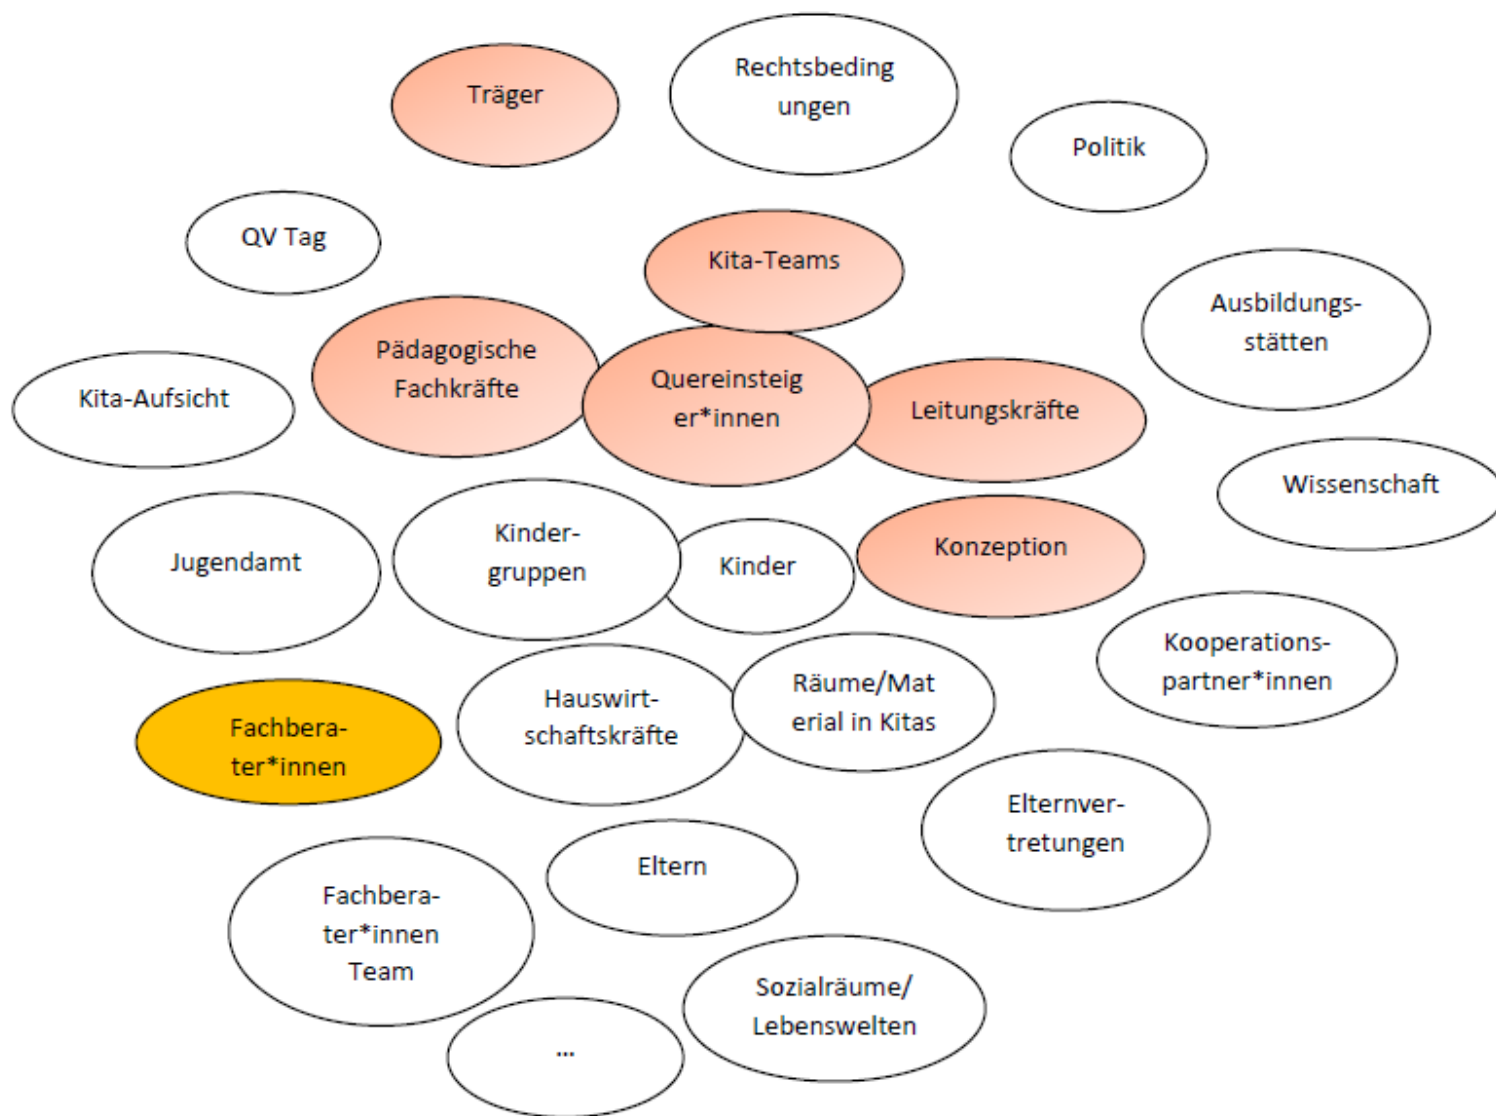 Träger
Rechtsbeding
ungen
Politik
QV Tag
Kita-Teams
Ausbildungs-
stätten
Pädagogische
Fachkräfte
Quereinsteig
er*innen
Leitungskräfte
Kita-Aufsicht
Wissenschaft
Jugendamt
Kinder-
gruppen
Kinder
Konzeption
Kooperations-
partner*innen
Fachbera-
ter*innen
Hauswirt-
schaftskräfte
Räume/Mat
erial in Kitas
Elternver-
tretungen
Eltern
Fachbera-
ter*innen
Team
Sozialräume/
Lebenswelten
...